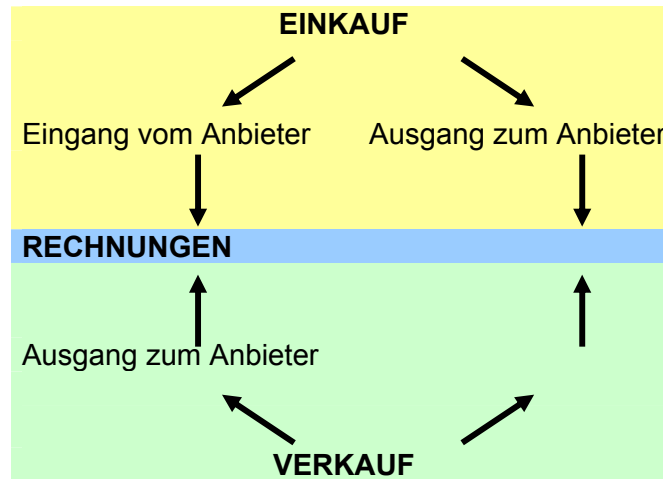 EINKAUF
Eingang vom Anbieter Ausgang zum Anbieter
RECHNUNGEN
Ausgang zum Anbieter
VERKAUF